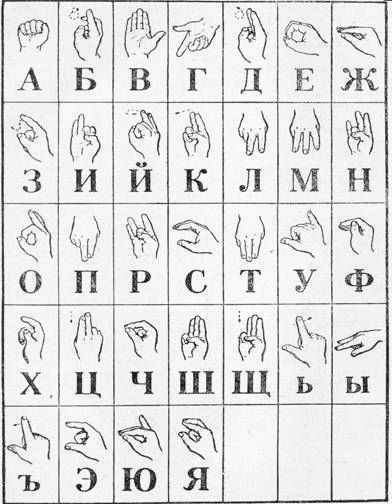 А Б В Г Д Е Ж
З И Й К Л М Н
О П Р С Т У Ф
Х Ц Ч Ш Щ Ь Ы
Ъ Э Ю Я